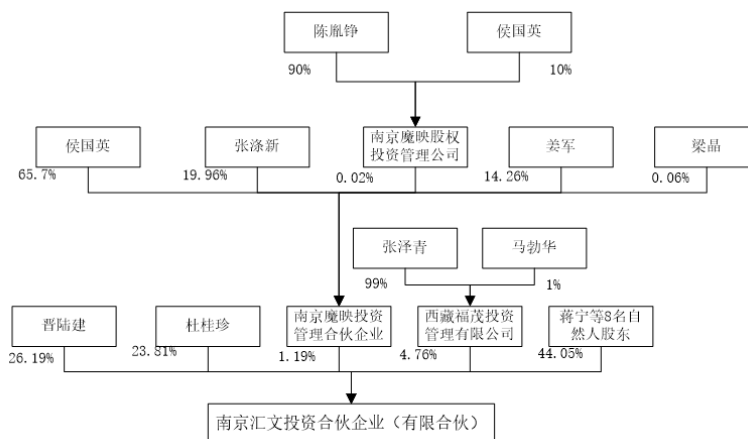 陈胤铮
侯国英
90%
10%
侯国英
张涤新
南京魔映股权
投资管理公司
姜军
梁晶
65.7%
19.96%
0.02%
14.26%
0.06%
张泽青
马勃华
99%
1%
晋陆建
杜桂珍
南京魔映投资
管理合伙企业
西藏福茂投资
管理有限公司
蒋宁等8名自
然人股东
26.19%
23.81%
1.19%
4.76%
44.05%
南京汇文投资合伙企业（有限合伙）